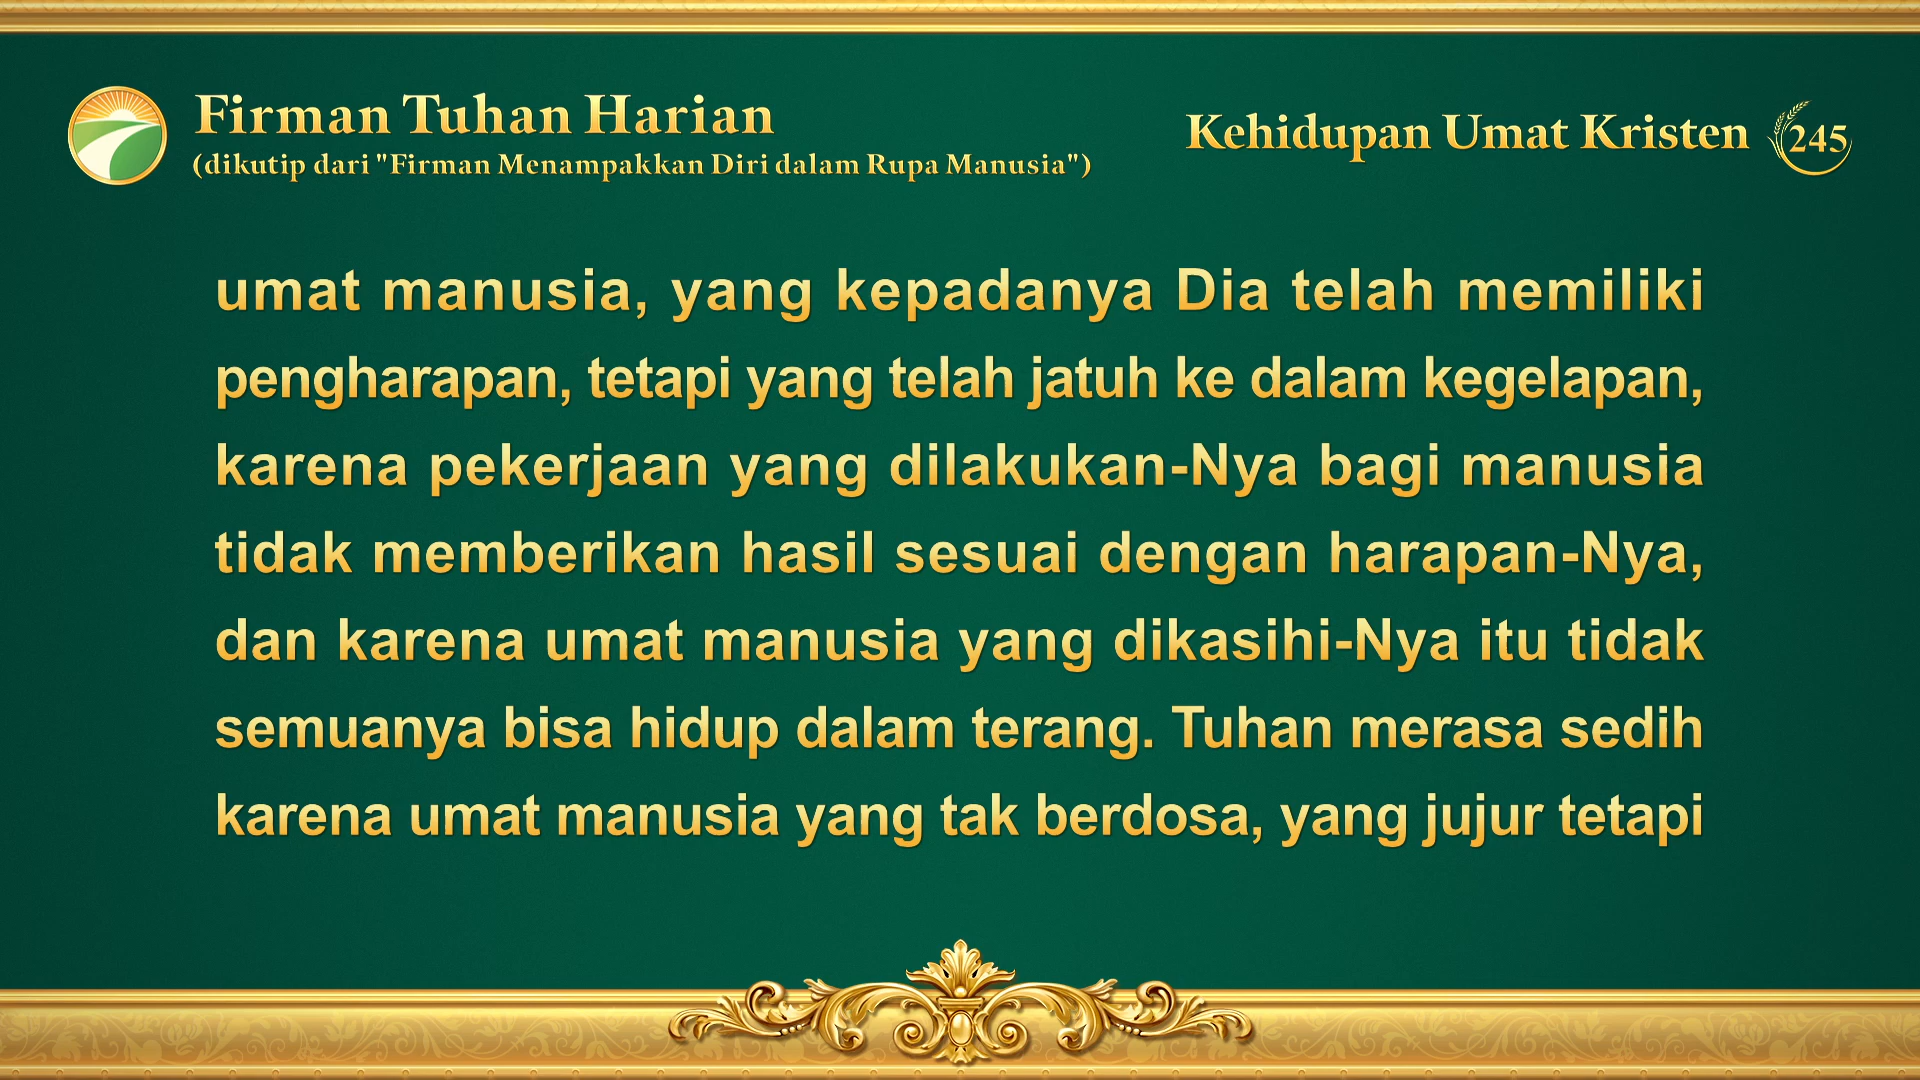 Firman Tuhan Harian
(dikutip dari "Firman Menampakkan Diri dalam Rupa Manusia")
Kehidupan Umat Kristen 245
umat manusia, yang kepadanya Dia telah memiliki
pengharapan, tetapi yang telah jatuh ke dalam kegelapan,
karena pekerjaan yang dilakukan-Nya bagi manusia
tidak memberikan hasil sesuai dengan harapan-Nya,
dan karena umat manusia yang dikasihi-Nya itu tidak
semuanya bisa hidup dalam terang. Tuhan merasa sedih
karena umat manusia yang tak berdosa, yang jujur tetapi